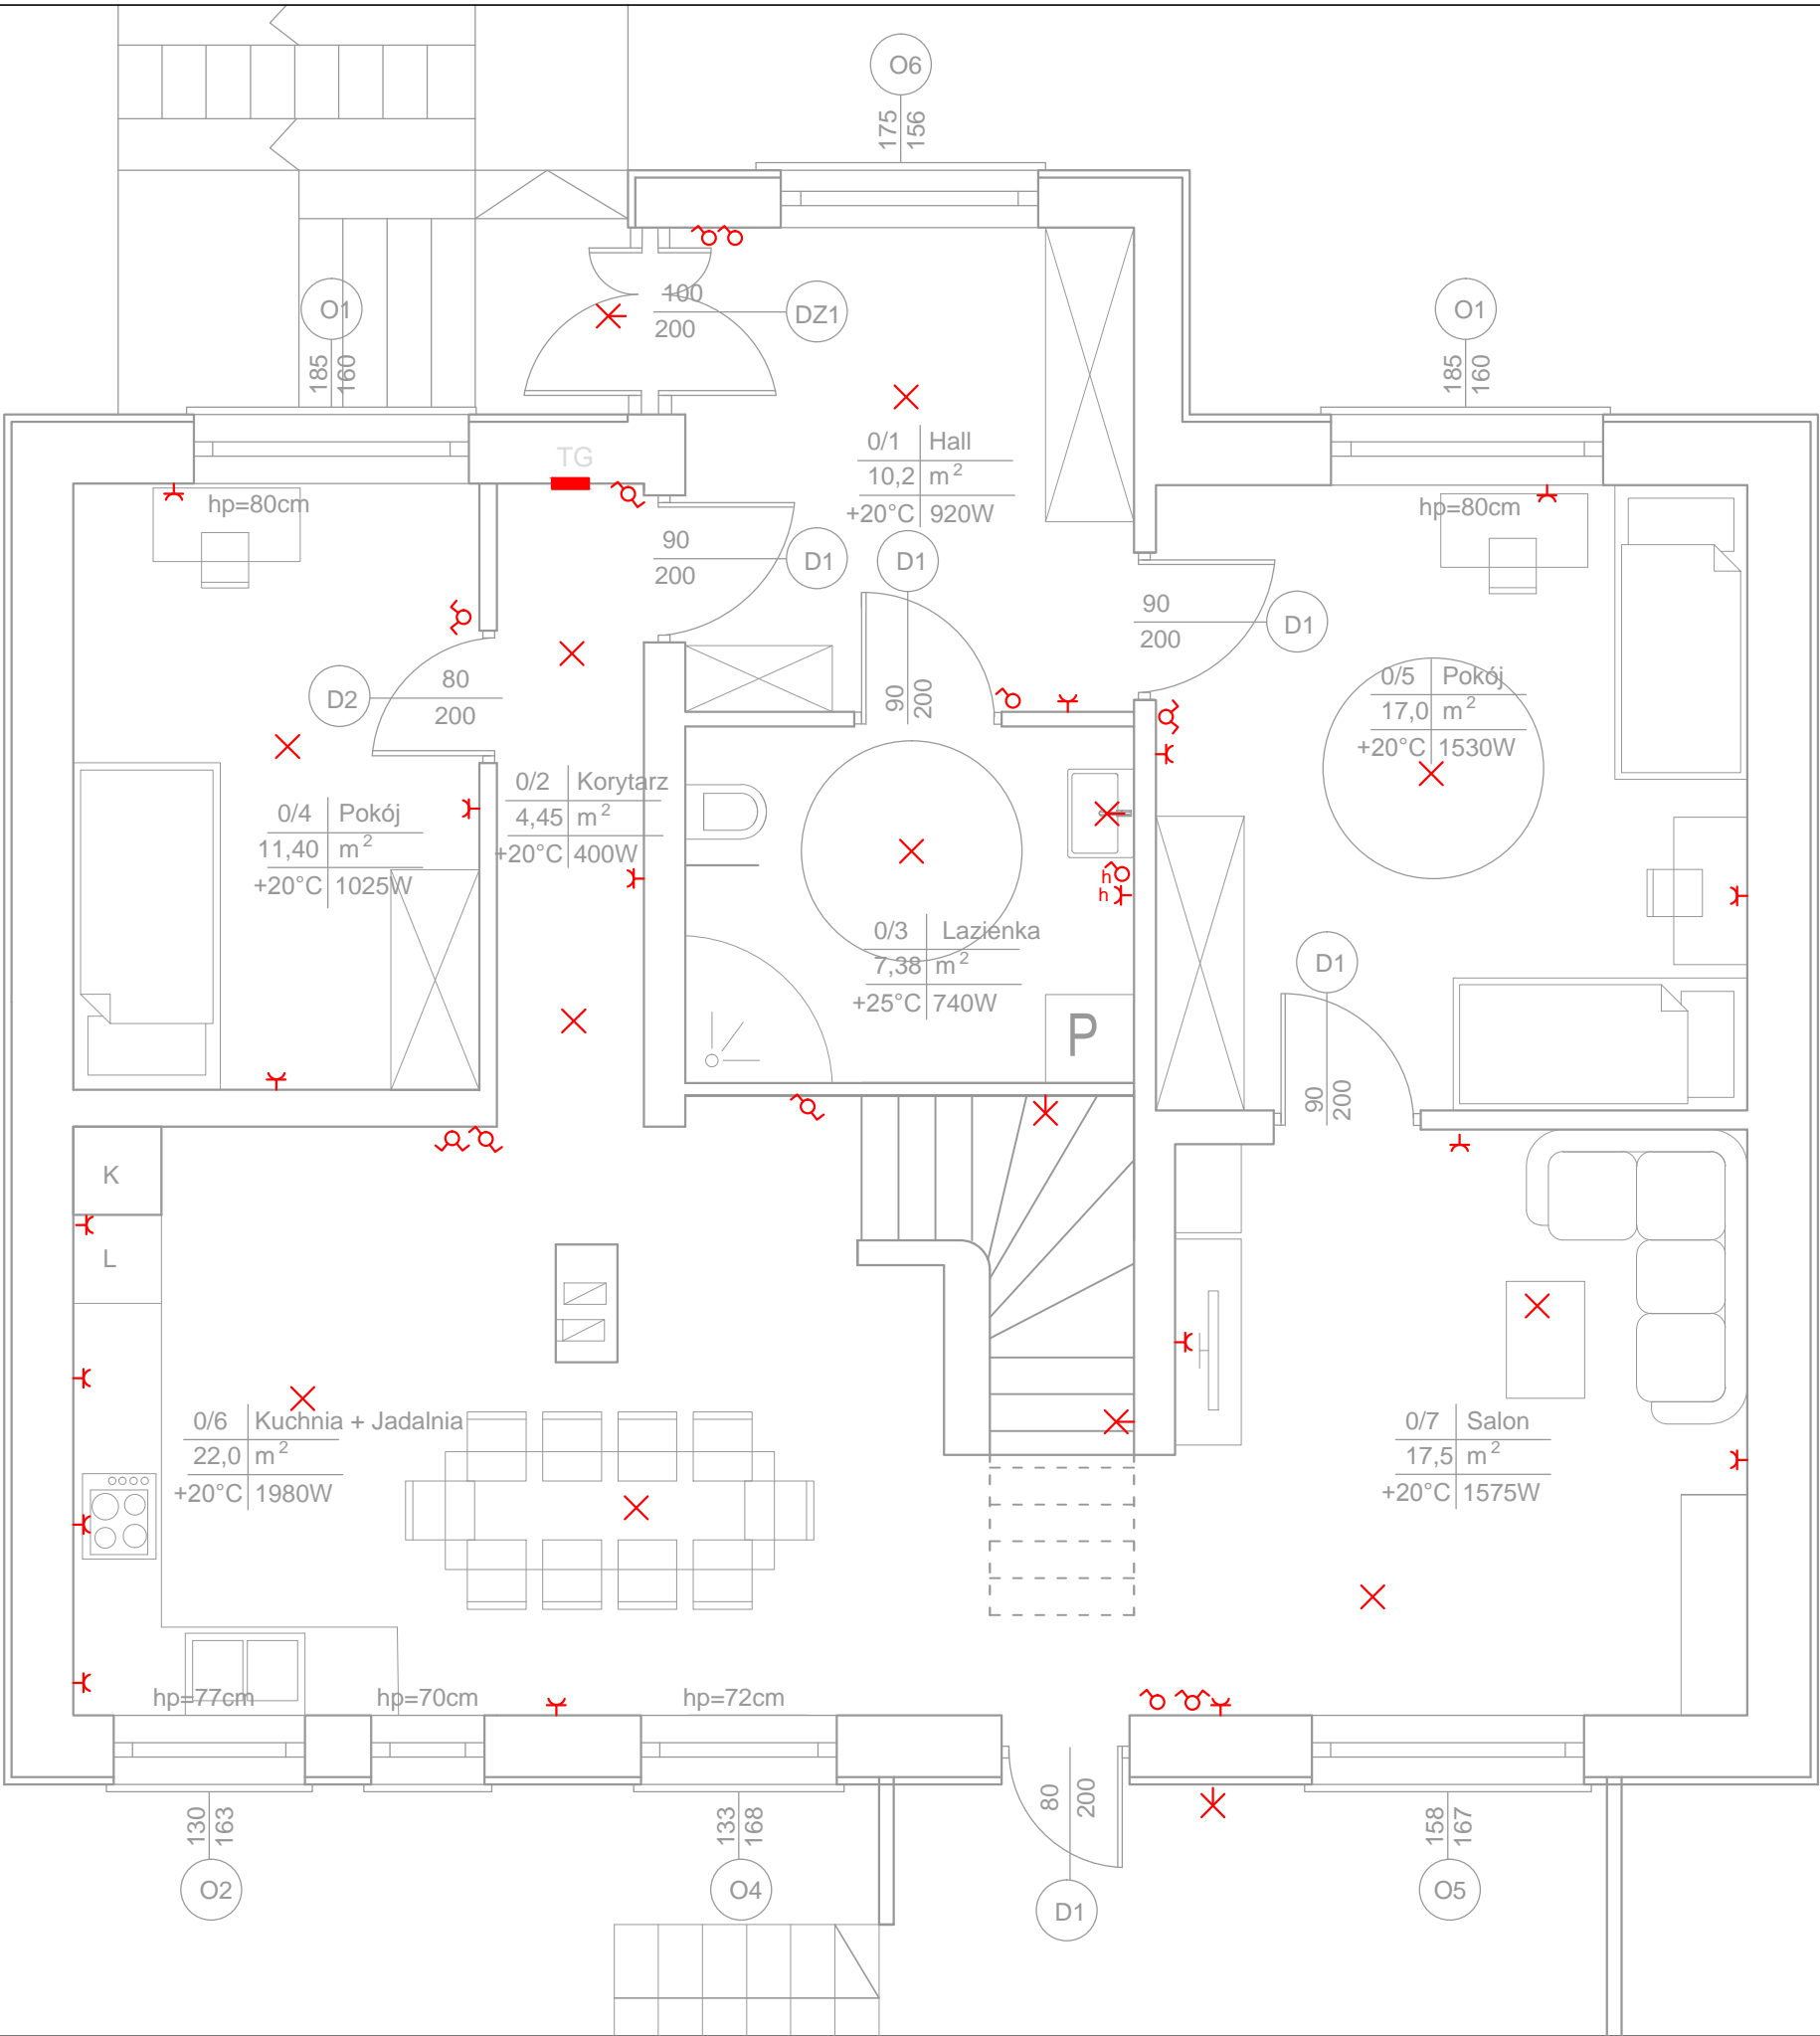 O6
175
156
O1
185
160
100
200
DZ1
O1
185
160
TG
0/1 Hall
10,2 m²
+20°C 920W
hp=80cm
hp=80cm
90
200
D1
D1
90
200
90
200
D1
D2
80
200
0/5 Pokój
17,0 m²
+20°C 1530W
0/2 Korytarz
4,45 m²
+20°C 400W
0/4 Pokój
11,40 m²
+20°C 1025W
h
h
0/3 Lazienka
7,38 m²
+25°C 740W
P
D1
90
200
K
L
0/6 Kuchnia + Jadalnia
22,0 m²
+20°C 1980W
0/7 Salon
17,5 m²
+20°C 1575W
hp=77cm
hp=70cm
hp=72cm
130
163
O2
133
168
O4
80
200
D1
158
167
O5